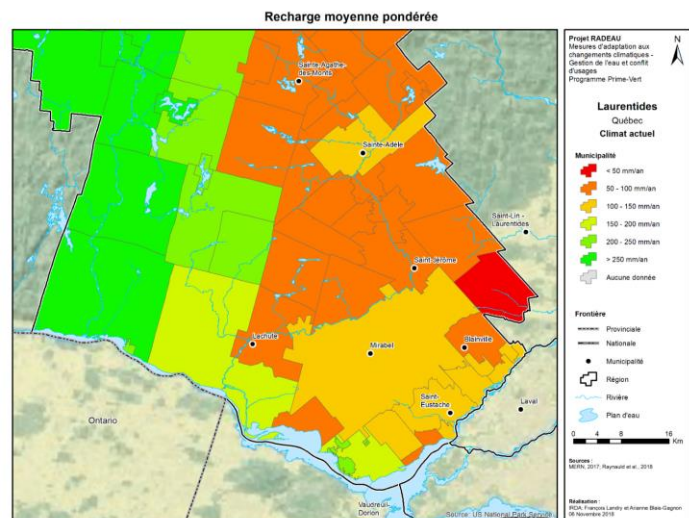 Recharge moyenne pondérée
Sainte-Agathe-
des Monts
Sainte-Adèle
Saint-Lin -
Laurentides
Saint-Jérome
Lachute
Mirabel
Blainville
Saint-
Eustache
Laval
Ontario
Vaudreuil-
Dorion
Source: US National Park Service
Projet RADEAU
Mesures d'adaptation aux
changements climatiques -
Gestion de l'eau et conflit
d'usages
Programme Prime-Vert
N
Laurentides
Québec
Climat actuel
Municipalité
< 50 mm/an
50 - 100 mm/an
100 - 150 mm/an
150 - 200 mm/an
200 - 250 mm/an
> 250 mm/an
Aucune donnée
Frontière
Provinciale
Nationale
Municipalité
Région
Rivière
Plan d'eau
0 4 8 16
Km
Sources :
MERN, 2017; Raynauld et al., 2018
Réalisation :
IRDA: François Landry et Arianne Blais-Gagnon
06 Novembre 2018